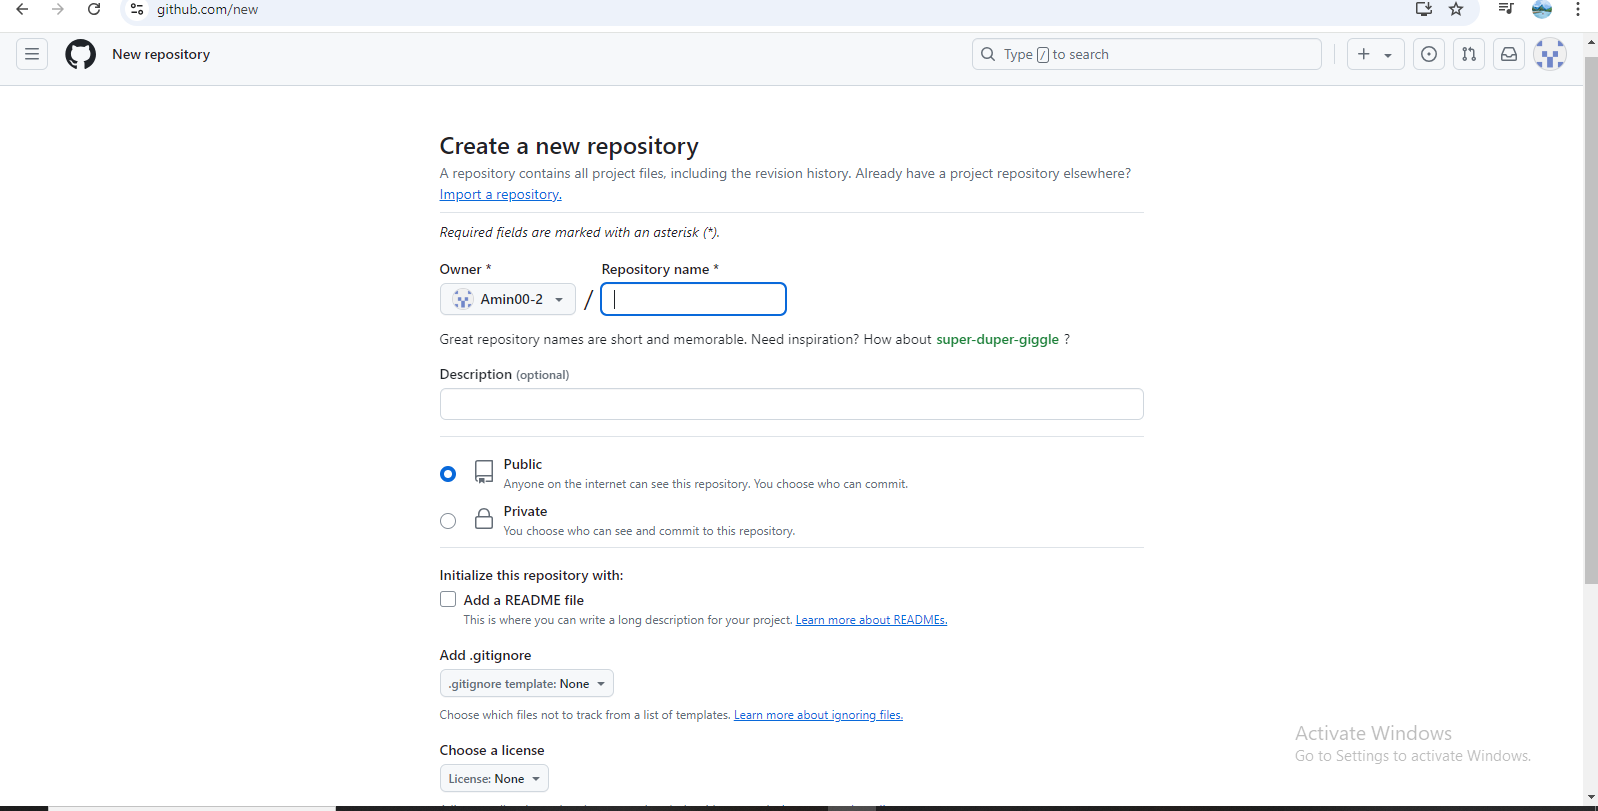 github.com/new
New repository
Type / to search
Create a new repository
A repository contains all project files, including the revision history. Already have a project repository elsewhere?
Import a repository.
Required fields are marked with an asterisk (*).
Owner * Repository name *
Amin00-2 /
Great repository names are short and memorable. Need inspiration? How about super-duper-giggle ?
Description (optional)
Public
Anyone on the internet can see this repository. You choose who can commit.
Private
You choose who can see and commit to this repository.
Initialize this repository with:
Add a README file
This is where you can write a long description for your project. Learn more about READMEs.
Add .gitignore
.gitignore template: None
Choose which files not to track from a list of templates. Learn more about ignoring files.
Choose a license
License: None
Activate Windows
Go to Settings to activate Windows.